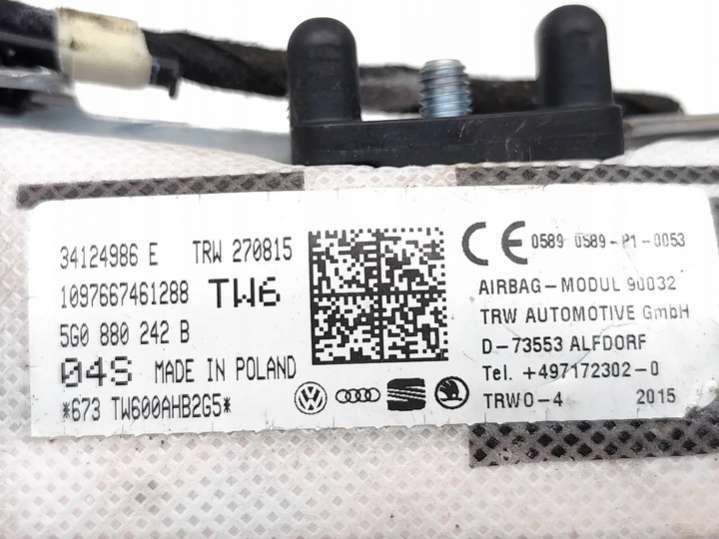 34124986 E TRW 270815
1097667461288 TW6
5G0 880 242 B
04S MADE IN POLAND
*673 TW600AHB2G5*
CE 0589 0589-P1-0053
AIRBAG-MODUL 90032
TRW AUTOMOTIVE GmbH
D-73553 ALFDORF
Tel. +497172302-0
TRWO-4 2015